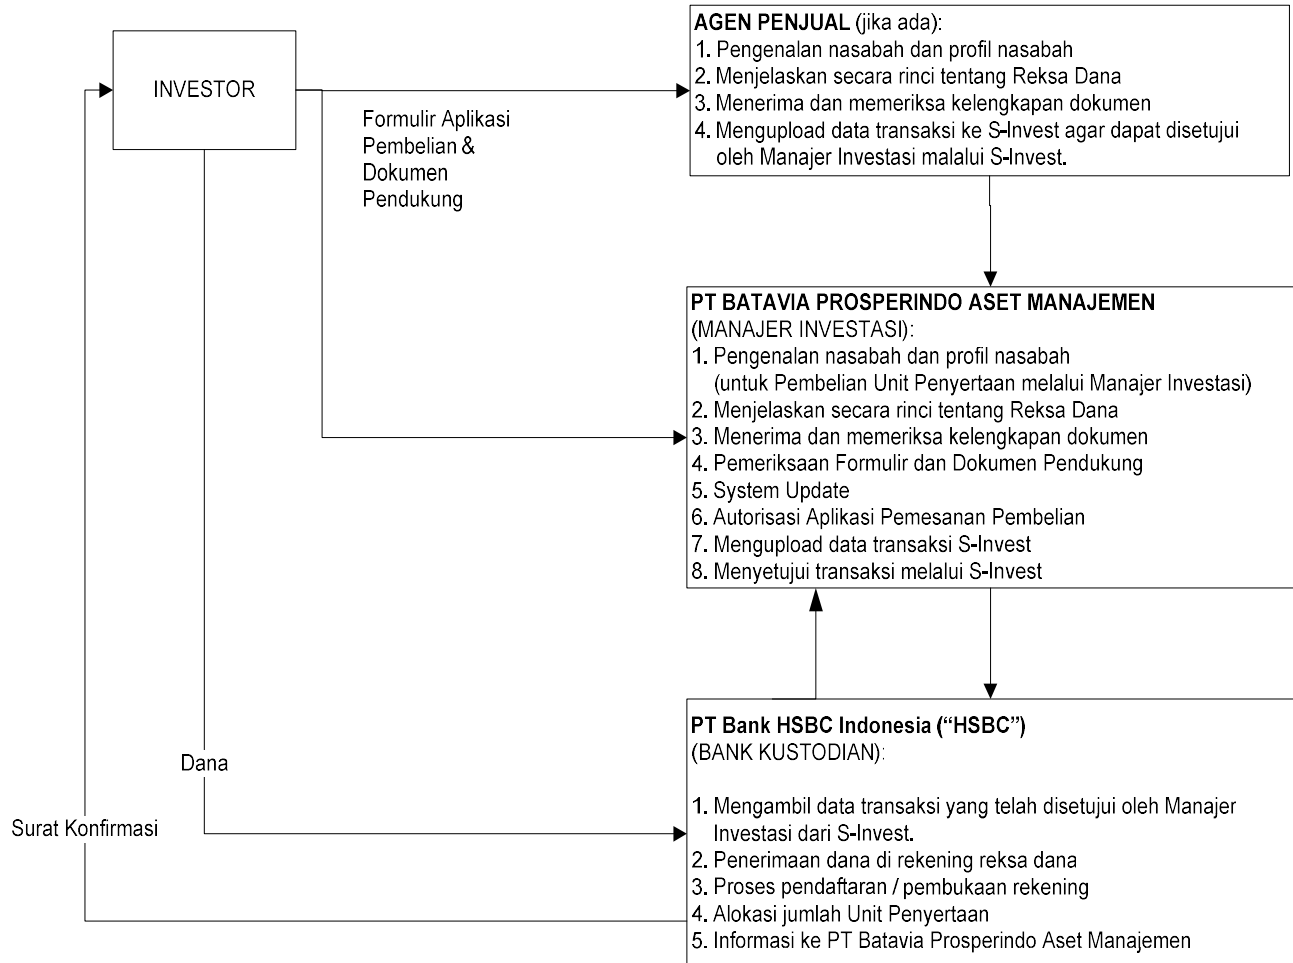 INVESTOR
Formulir Aplikasi
Pembelian &
Dokumen
Pendukung
AGEN PENJUAL (jika ada):
1. Pengenalan nasabah dan profil nasabah
2. Menjelaskan secara rinci tentang Reksa Dana
3. Menerima dan memeriksa kelengkapan dokumen
4. Mengupload data transaksi ke S-Invest agar dapat disetujui
oleh Manajer Investasi malalui S-Invest.
PT BATAVIA PROSPERINDO ASET MANAJEMEN
(MANAJER INVESTASI):
1. Pengenalan nasabah dan profil nasabah
(untuk Pembelian Unit Penyertaan melalui Manajer Investasi)
2. Menjelaskan secara rinci tentang Reksa Dana
3. Menerima dan memeriksa kelengkapan dokumen
4. Pemeriksaan Formulir dan Dokumen Pendukung
5. System Update
6. Autorisasi Aplikasi Pemesanan Pembelian
7. Mengupload data transaksi S-Invest
8. Menyetujui transaksi melalui S-Invest
Dana
Surat Konfirmasi
PT Bank HSBC Indonesia (“HSBC”)
(BANK KUSTODIAN):
1. Mengambil data transaksi yang telah disetujui oleh Manajer
Investasi dari S-Invest.
2. Penerimaan dana di rekening reksa dana
3. Proses pendaftaran / pembukaan rekening
4. Alokasi jumlah Unit Penyertaan
5. Informasi ke PT Batavia Prosperindo Aset Manajemen